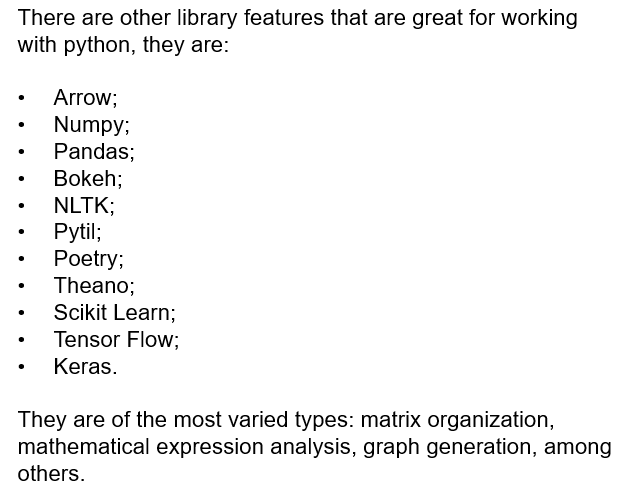 There are other library features that are great for working
with python, they are:
• Arrow;
• Numpy;
• Pandas;
• Bokeh;
• NLTK;
• Pytil;
• Poetry;
• Theano;
• Scikit Learn;
• Tensor Flow;
• Keras.
They are of the most varied types: matrix organization,
mathematical expression analysis, graph generation, among
others.